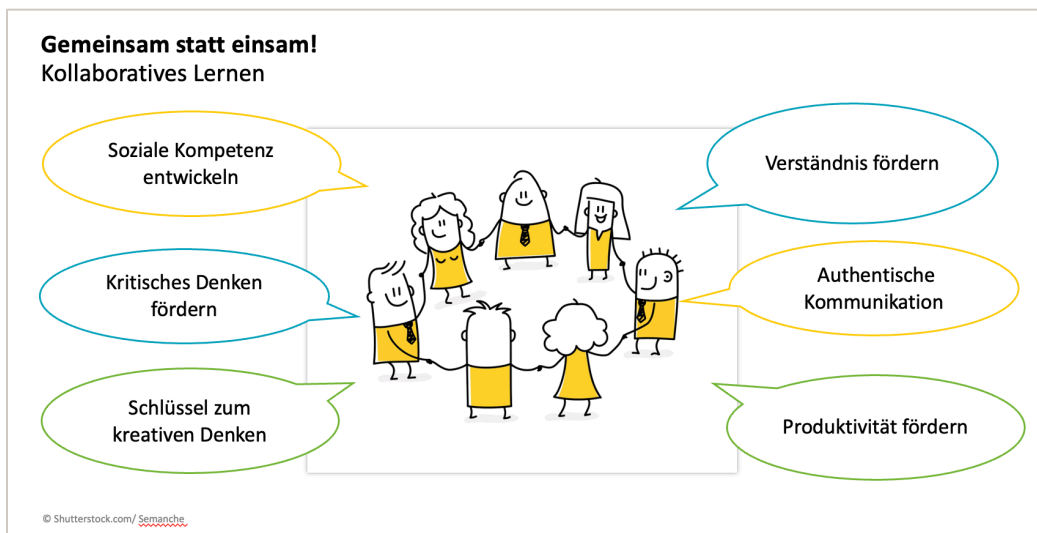 Gemeinsam statt einsam!
Kollaboratives Lernen
Soziale Kompetenz
entwickeln
Verständnis fördern
Kritisches Denken
fördern
Authentische
Kommunikation
Schlüssel zum
kreativen Denken
Produktivität fördern
© Shutterstock.com/ Semanche